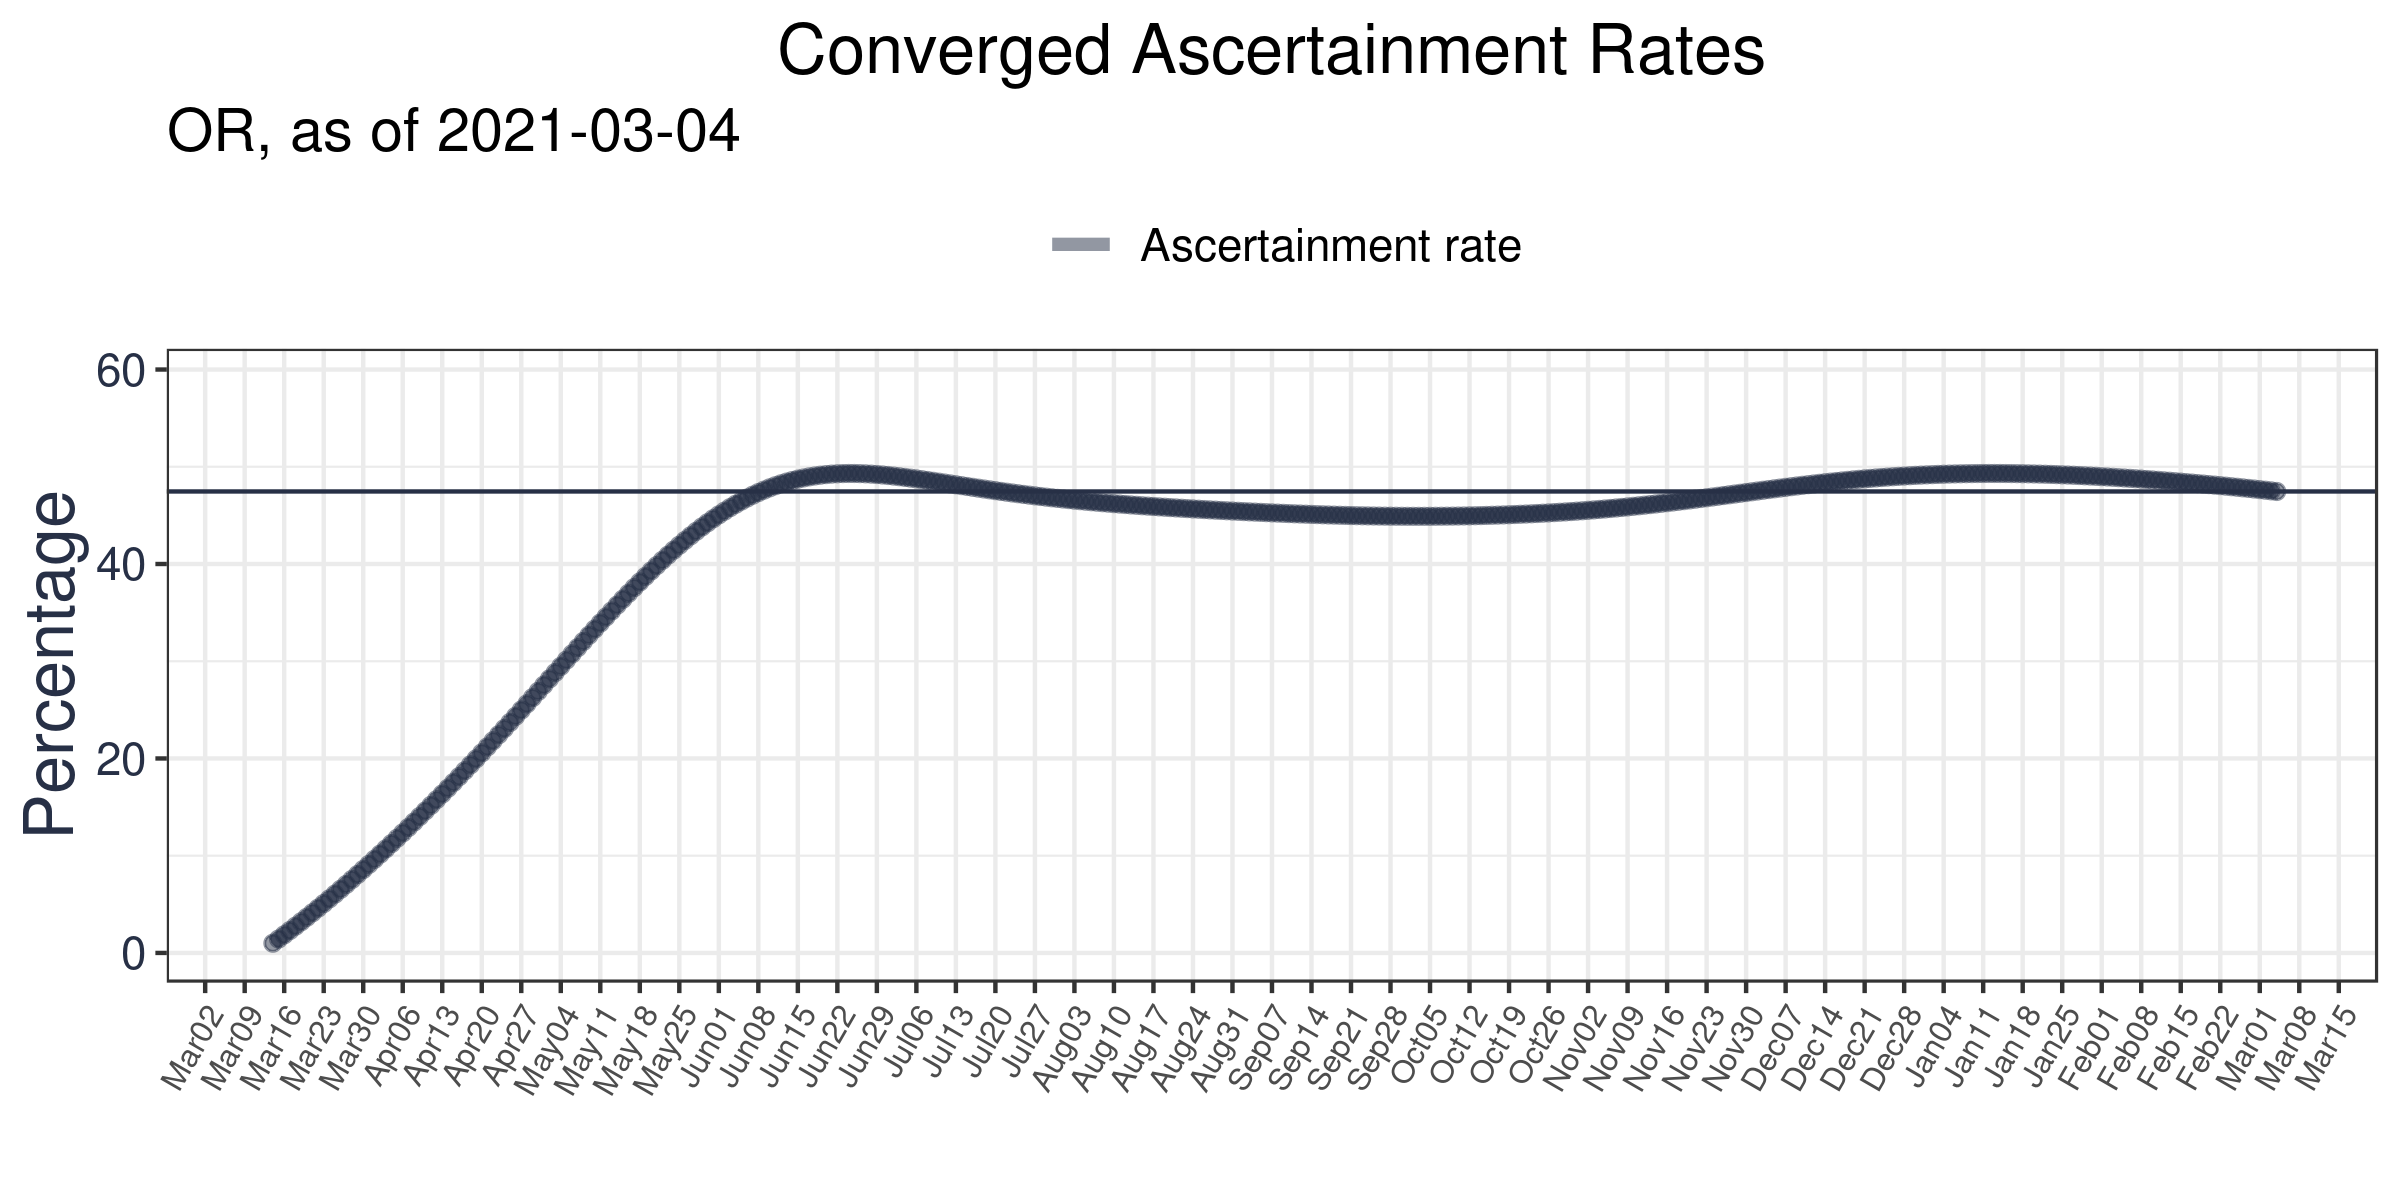 Converged Ascertainment Rates
OR, as of 2021-03-04
Ascertainment rate
Percentage
60
40
20
0
Mar02
Mar09
Mar16
Mar23
Mar30
Apr06
Apr13
Apr20
Apr27
May04
May11
May18
May25
Jun01
Jun08
Jun15
Jun22
Jun29
Jul06
Jul13
Jul20
Jul27
Aug03
Aug10
Aug17
Aug24
Aug31
Sep07
Sep14
Sep21
Sep28
Oct05
Oct12
Oct19
Oct26
Nov02
Nov09
Nov16
Nov23
Nov30
Dec07
Dec14
Dec21
Dec28
Jan04
Jan11
Jan18
Jan25
Feb01
Feb08
Feb15
Feb22
Mar01
Mar08
Mar15